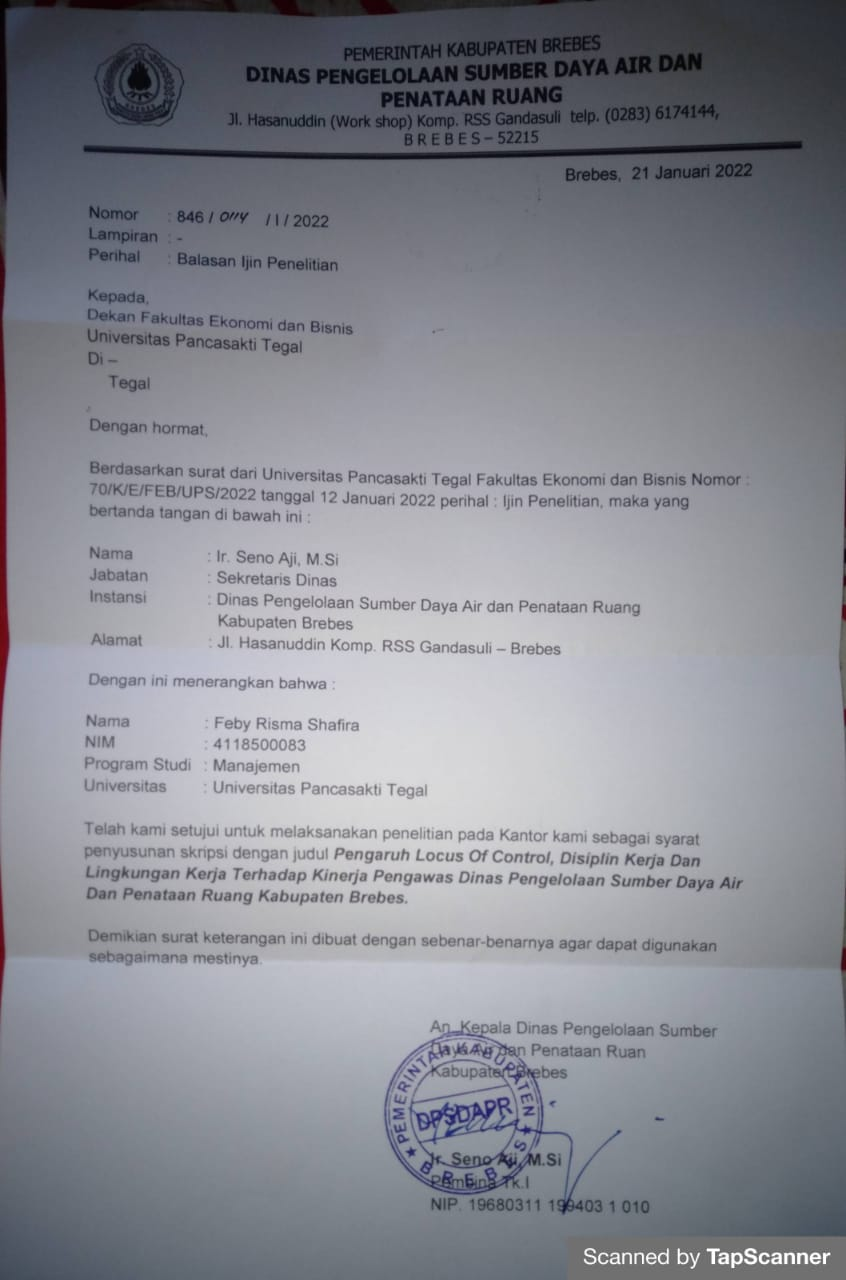 PEMERINTAH KABUPATEN BREBES
DINAS PENGELOLAAN SUMBER DAYA AIR DAN
PENATAAN RUANG
Jl. Hasanuddin (Work shop) Komp. RSS Gandasuli telp. (0283) 6174144,
B R E B E S – 52215
Brebes, 21 Januari 2022
Nomor : 846 / 0114 / I / 2022
Lampiran : -
Perihal : Balasan Ijin Penelitian
Kepada,
Dekan Fakultas Ekonomi dan Bisnis
Universitas Pancasakti Tegal
Di –
Tegal
Dengan hormat,
Berdasarkan surat dari Universitas Pancasakti Tegal Fakultas Ekonomi dan Bisnis Nomor :
70/K/E/FEB/UPS/2022 tanggal 12 Januari 2022 perihal : Ijin Penelitian, maka yang
bertanda tangan di bawah ini :
Nama : Ir. Seno Aji, M.Si
Jabatan : Sekretaris Dinas
Instansi : Dinas Pengelolaan Sumber Daya Air dan Penataan Ruang
Kabupaten Brebes
Alamat : Jl. Hasanuddin Komp. RSS Gandasuli – Brebes
Dengan ini menerangkan bahwa :
Nama : Feby Risma Shafira
NIM : 4118500083
Program Studi : Manajemen
Universitas : Universitas Pancasakti Tegal
Telah kami setujui untuk melaksanakan penelitian pada Kantor kami sebagai syarat
penyusunan skripsi dengan judul Pengaruh Locus Of Control, Disiplin Kerja Dan
Lingkungan Kerja Terhadap Kinerja Pengawas Dinas Pengelolaan Sumber Daya Air
Dan Penataan Ruang Kabupaten Brebes.
Demikian surat keterangan ini dibuat dengan sebenar-benarnya agar dapat digunakan
sebagaimana mestinya.
An. Kepala Dinas Pengelolaan Sumber
Daya Air dan Penataan Ruan
Kabupaten Brebes
PEMERINTAH KABUPATEN
DPSDAPR
BREBES
Ir. Seno Aji, M.Si
Pembina Tk.I
NIP. 19680311 199403 1 010
Scanned by TapScanner